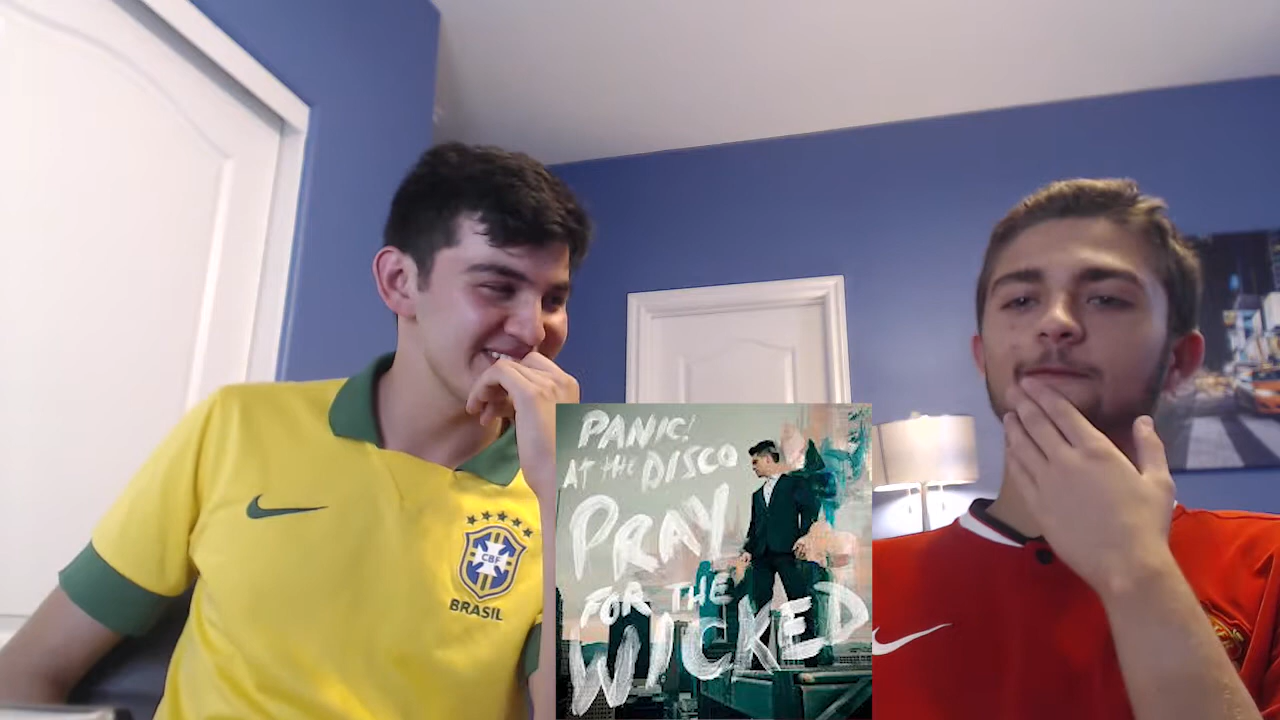 PANIC!
AT THE DISCO
PRAY
FOR THE
WICKED
CBF
BRASIL